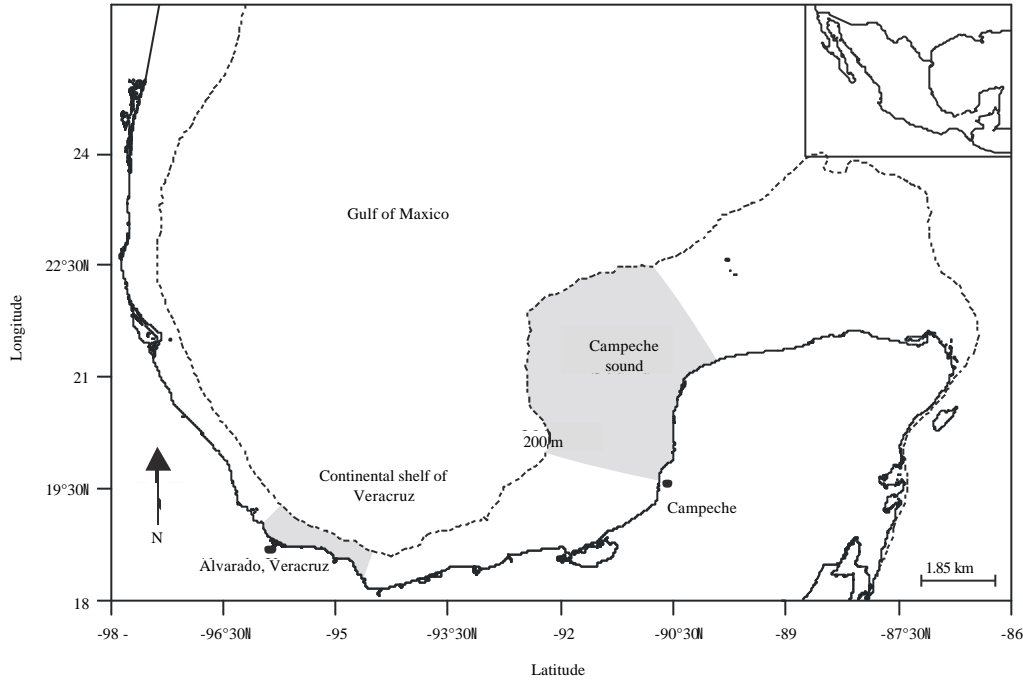 24
22°30N
21
19°30N
18
Longitude
Gulf of Maxico
Campeche
sound
200 m
Continental shelf of
Veracruz
Campeche
N
Alvarado, Veracruz
1.85 km
-98 -
-96°30N
-95
-93°30N
-92
-90°30N
-89
-87°30N
-86
Latitude